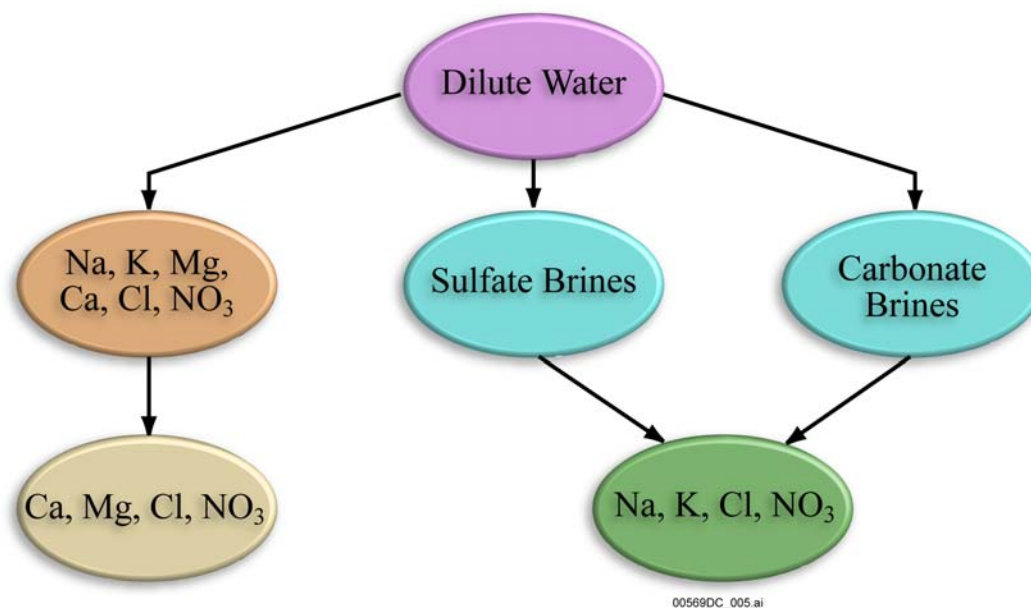 Dilute Water
Na, K, Mg,
Ca, Cl, NO₃
Sulfate Brines
Carbonate
Brines
Ca, Mg, Cl, NO₃
Na, K, Cl, NO₃
00569DC_005.ai